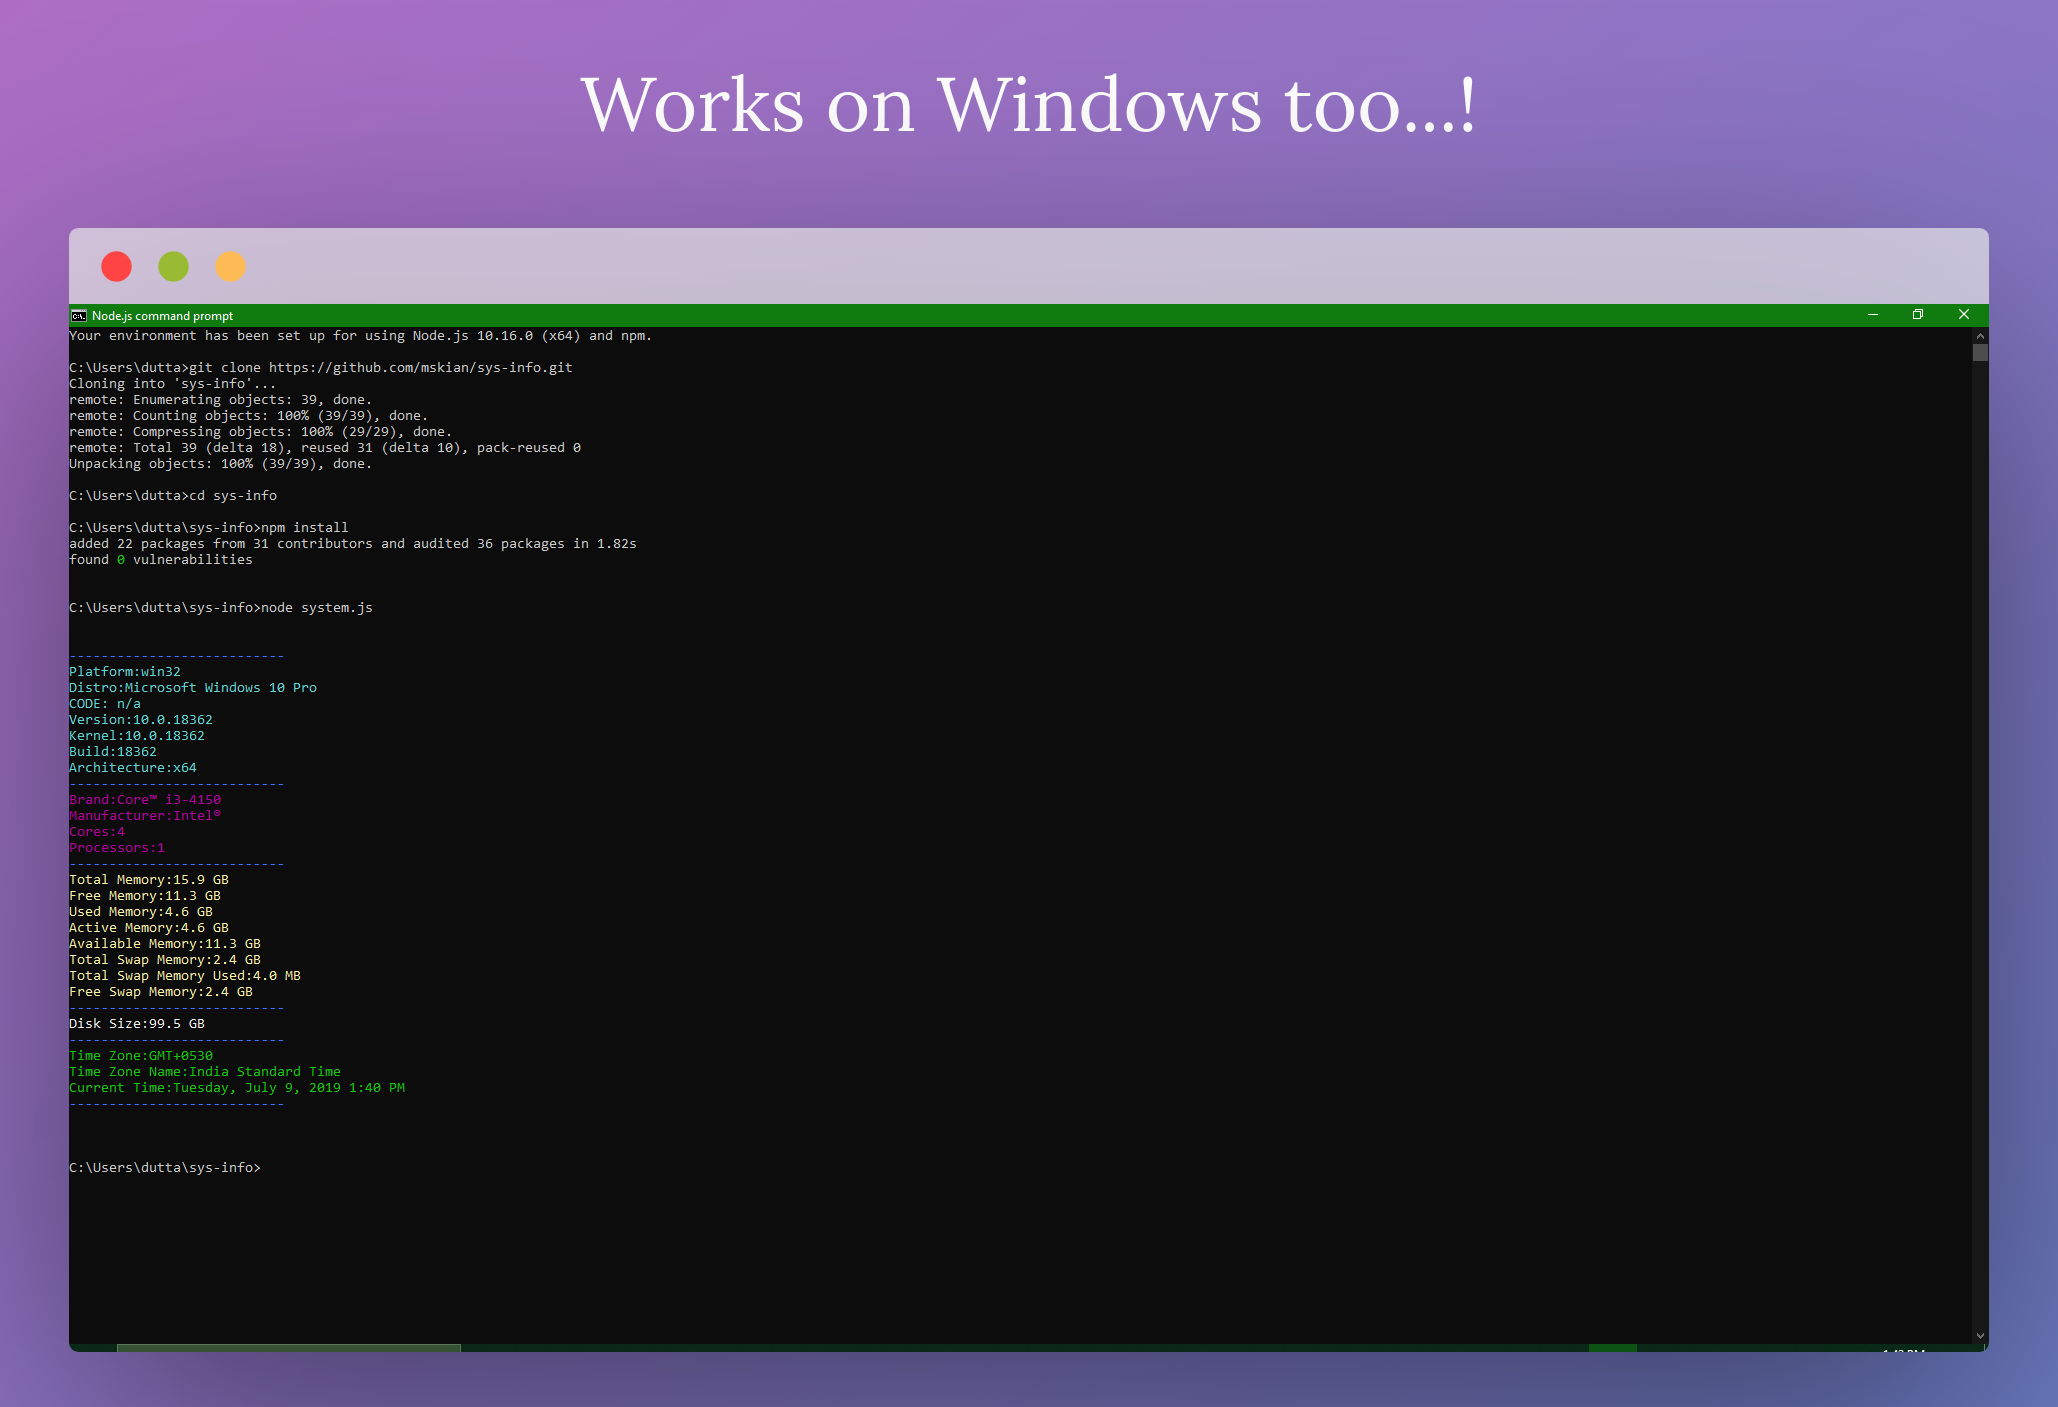 Works on Windows too...!
Node.js command prompt
Your environment has been set up for using Node.js 10.16.0 (x64) and npm.
C:\Users\dutta>git clone https://github.com/mskian/sys-info.git
Cloning into 'sys-info'...
remote: Enumerating objects: 39, done.
remote: Counting objects: 100% (39/39), done.
remote: Compressing objects: 100% (29/29), done.
remote: Total 39 (delta 18), reused 31 (delta 10), pack-reused 0
Unpacking objects: 100% (39/39), done.
C:\Users\dutta>cd sys-info
C:\Users\dutta\sys-info>npm install
added 22 packages from 31 contributors and audited 36 packages in 1.82s
found 0 vulnerabilities
C:\Users\dutta\sys-info>node system.js
---------------------------
Platform:win32
Distro:Microsoft Windows 10 Pro
CODE: n/a
Version:10.0.18362
Kernel:10.0.18362
Build:18362
Architecture:x64
---------------------------
Brand:Core™ i3-4150
Manufacturer:Intel®
Cores:4
Processors:1
---------------------------
Total Memory:15.9 GB
Free Memory:11.3 GB
Used Memory:4.6 GB
Active Memory:4.6 GB
Available Memory:11.3 GB
Total Swap Memory:2.4 GB
Total Swap Memory Used:4.0 MB
Free Swap Memory:2.4 GB
---------------------------
Disk Size:99.5 GB
---------------------------
Time Zone:GMT+0530
Time Zone Name:India Standard Time
Current Time:Tuesday, July 9, 2019 1:40 PM
---------------------------
C:\Users\dutta\sys-info>